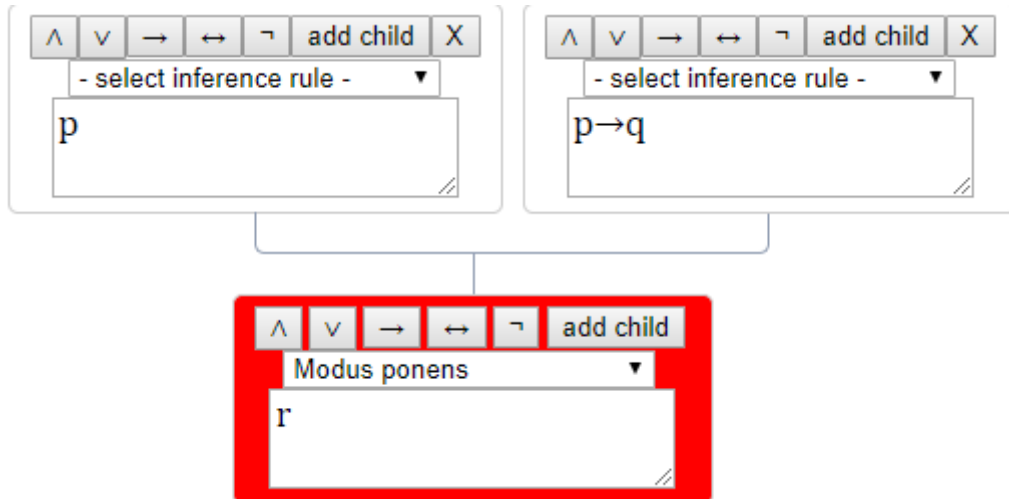 ∧ ∨ → ↔ ¬ add child X
- select inference rule - ▼
p
∧ ∨ → ↔ ¬ add child X
- select inference rule - ▼
p→q
∧ ∨ → ↔ ¬ add child
Modus ponens ▼
r